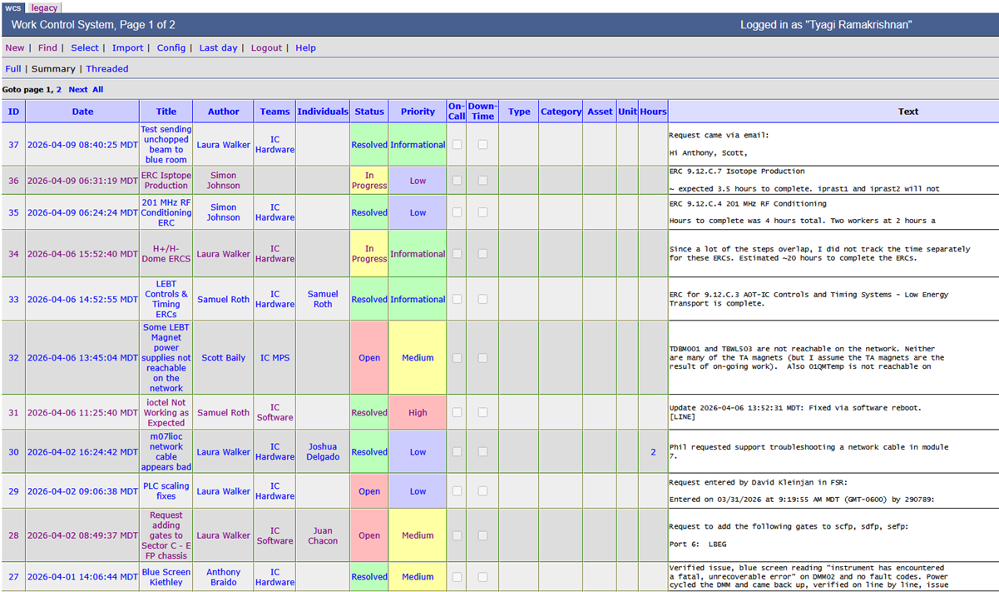 WCS legacy
Work Control System, Page 1 of 2 Logged in as "Tyagi Ramakrishnan"
New | Find | Select | Import | Config | Last day | Logout | Help
Full | Summary | Threaded
Goto page 1, 2 Next All
ID Date Title Author Teams Individuals Status Priority On-Call Down-Time Type Category Asset Unit Hours Text
37 2026-04-09 08:40:25 MDT
Test sending
unchopped
beam to
blue room
Laura Walker
IC
Hardware
Resolved Informational
Request came via email:
Hi Anthony, Scott,
36 2026-04-09 06:31:19 MDT
ERC Isptope
Production
Simon
Johnson
In
Progress
Low
ERC 9.12.C.7 Isotope Production
~ expected 3.5 hours to complete. iprast1 and iprast2 will not
35 2026-04-09 06:24:24 MDT
201 MHz RF
Conditioning
ERC
Simon
Johnson
IC
Hardware
Resolved Low
ERC 9.12.C.4 201 MHz RF Conditioning
Hours to complete was 4 hours total. Two workers at 2 hours a
34 2026-04-06 15:52:40 MDT
H+/H-
Dome ERCS
Laura Walker
IC
Hardware
In
Progress
Informational
Since a lot of the steps overlap, I did not track the time separately
for these ERCs. Estimated ~20 hours to complete the ERCs.
33 2026-04-06 14:52:55 MDT
LEBT
Controls &
Timing
ERCs
Samuel Roth
IC
Hardware
Samuel
Roth
Resolved Informational
ERC for 9.12.C.3 AOT-IC Controls and Timing Systems - Low Energy
Transport is complete.
32 2026-04-06 13:45:04 MDT
Some LEBT
Magnet
power
supplies not
reachable
on the
network
Scott Baily
IC MPS
Open Medium
TDBM001 and TBWL503 are not reachable on the network. Neither
are many of the TA magnets (but I assume the TA magnets are the
result of on-going work). Also 01QMTemp is not reachable on
31 2026-04-06 11:25:40 MDT
ioctel Not
Working as
Expected
Samuel Roth
IC
Software
Resolved High
Update 2026-04-06 13:52:31 MDT: Fixed via software reboot.
[LINE]
30 2026-04-02 16:24:42 MDT
m07lioc
network
cable
appears bad
Laura Walker
IC
Hardware
Joshua
Delgado
Resolved Low 2
Phil requested support troubleshooting a network cable in module
7.
29 2026-04-02 09:06:38 MDT
PLC scaling
fixes
Laura Walker
IC
Hardware
Open Low
Request entered by David Kleinjan in FSR:
Entered on 03/31/2026 at 9:19:55 AM MDT (GMT-0600) by 290789:
28 2026-04-02 08:49:37 MDT
Request
adding
gates to
Sector C - E
FP chassis
Laura Walker
IC
Software
Juan
Chacon
Open Medium
Request to add the following gates to scfp, sdfp, sefp:
Port 6: LBEG
27 2026-04-01 14:06:44 MDT
Blue Screen
Kiethley
Anthony
Braido
IC
Hardware
Resolved Medium
Verified issue, blue screen reading "instrument has encountered
a fatal, unrecoverable error" on DMM02 and no fault codes. Power
cycled the DMM and came back up, verified on line by line, issue